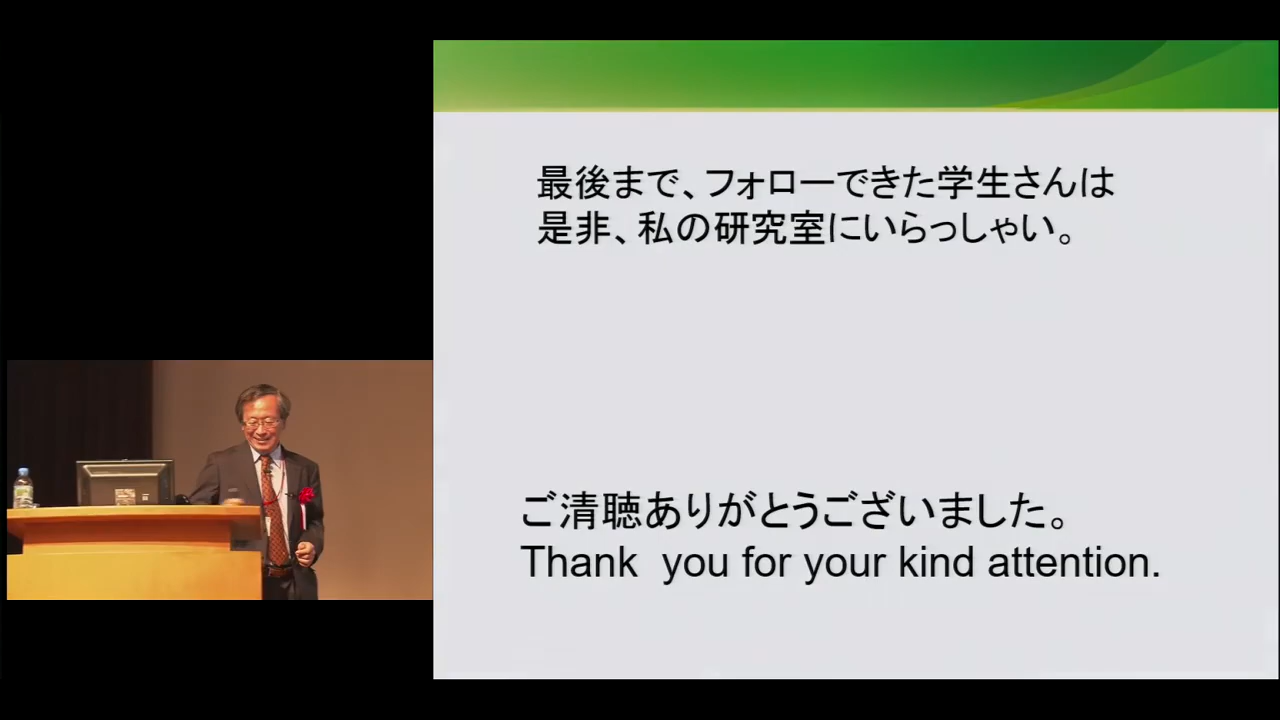 最後まで、フォローできた学生さんは
是非、私の研究室にいらっしゃい。
ご清聴ありがとうございました。
Thank you for your kind attention.